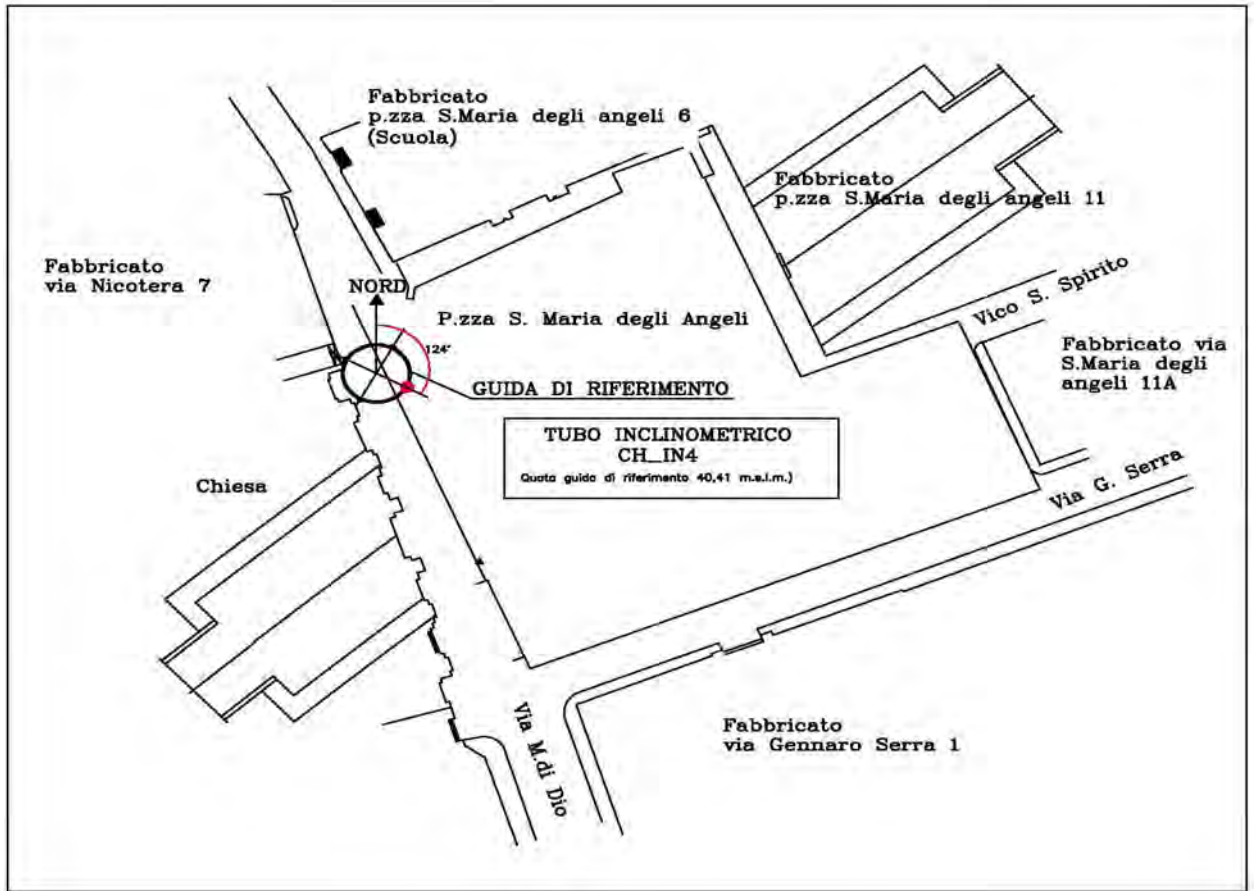 Fabbricato
p.zza S.Maria degli angeli 6
(Scuola)
Fabbricato
p.zza S.Maria degli angeli 11
Fabbricato
via Nicotera 7
NORD
Vico S. Spirito
P.zza S. Maria degli Angeli
124°
Fabbricato via
S.Maria degli
angeli 11A
GUIDA DI RIFERIMENTO
TUBO INCLINOMETRICO
CH_IN4
Quota guida di riferimento 40,41 m.s.l.m.)
Chiesa
Via G. Serra
Via M.di Dio
Fabbricato
via Gennaro Serra 1